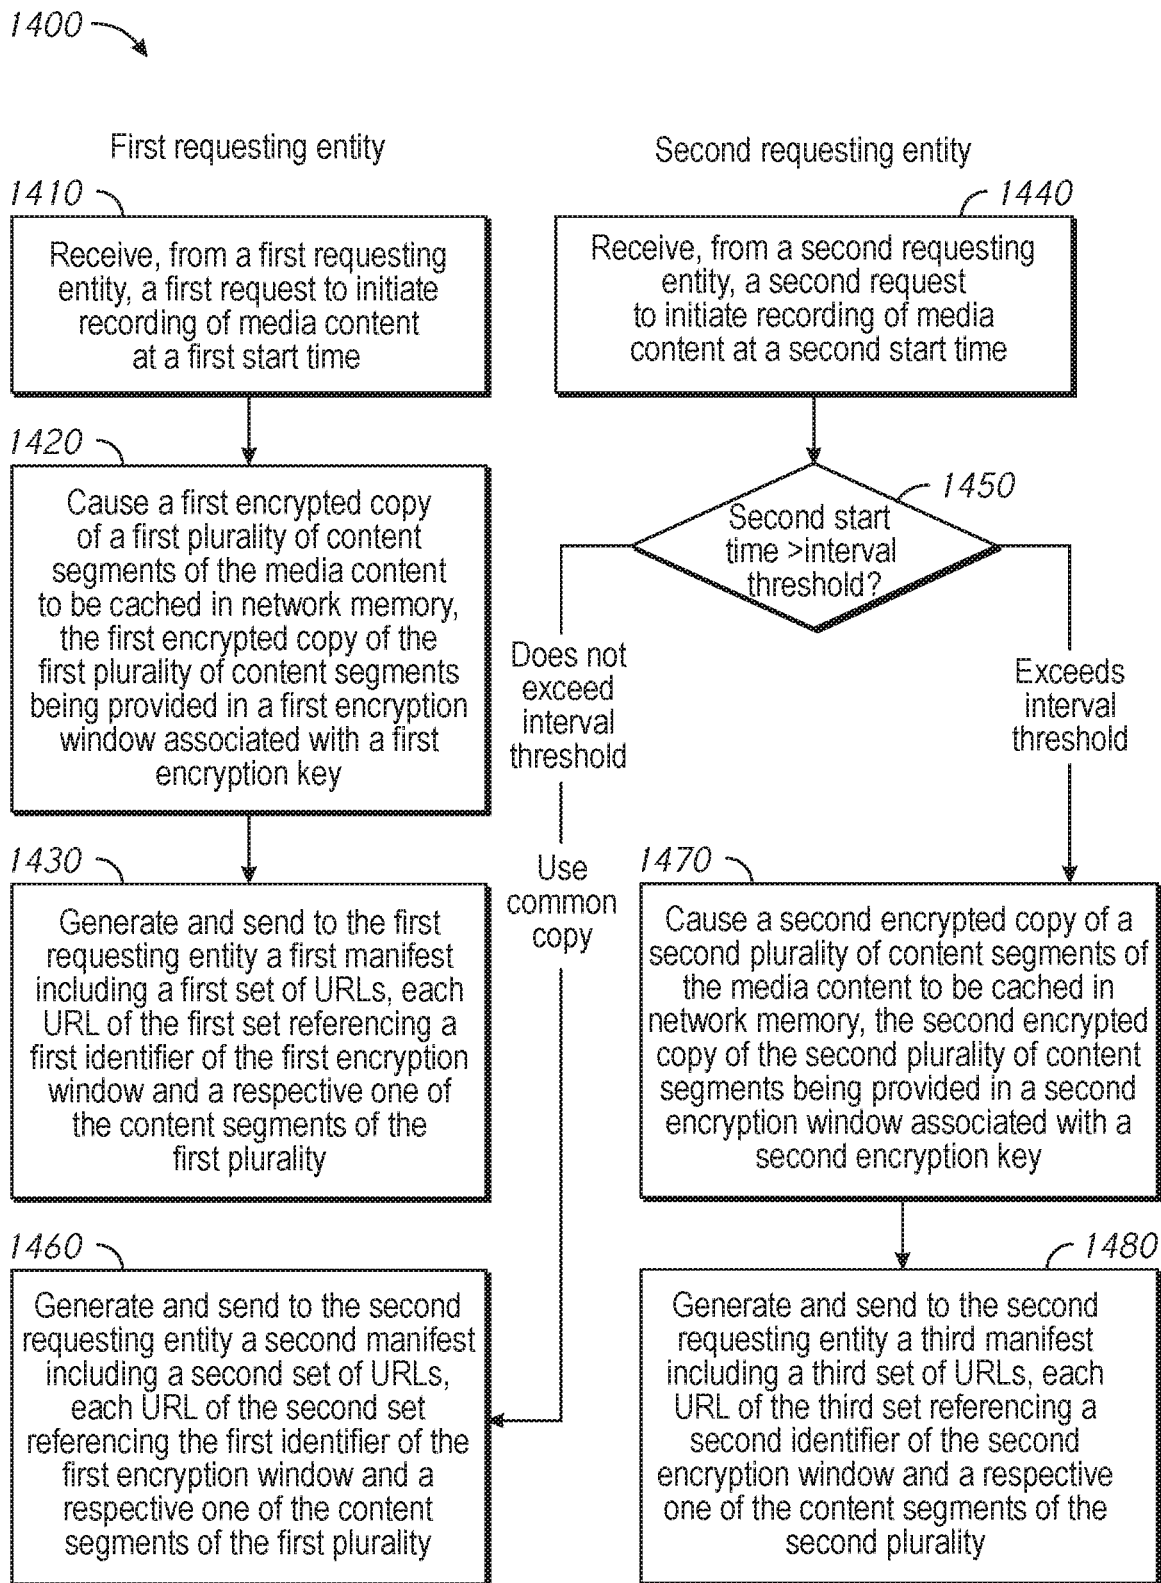 1400
First requesting entity
1410
Receive, from a first requesting
entity, a first request to initiate
recording of media content
at a first start time
1420
Cause a first encrypted copy
of a first plurality of content
segments of the media content
to be cached in network memory,
the first encrypted copy of the
first plurality of content segments
being provided in a first encryption
window associated with a first
encryption key
1430
Generate and send to the first
requesting entity a first manifest
including a first set of URLs, each
URL of the first set referencing a
first identifier of the first encryption
window and a respective one of
the content segments of the
first plurality
Second requesting entity
1440
Receive, from a second requesting
entity, a second request
to initiate recording of media
content at a second start time
1450
Second start
time >interval
threshold?
Does not
exceed
interval
threshold
Use
common
copy
1460
Generate and send to the second
requesting entity a second manifest
including a second set of URLs,
each URL of the second set
referencing the first identifier of the
first encryption window and a
respective one of the content
segments of the first plurality
Exceeds
interval
threshold
1470
Cause a second encrypted copy of a
second plurality of content segments of
the media content to be cached in
network memory, the second encrypted
copy of the second plurality of content
segments being provided in a second
encryption window associated with a
second encryption key
1480
Generate and send to the second
requesting entity a third manifest
including a third set of URLs, each
URL of the third set referencing a
second identifier of the second
encryption window and a respective
one of the content segments of the
second plurality